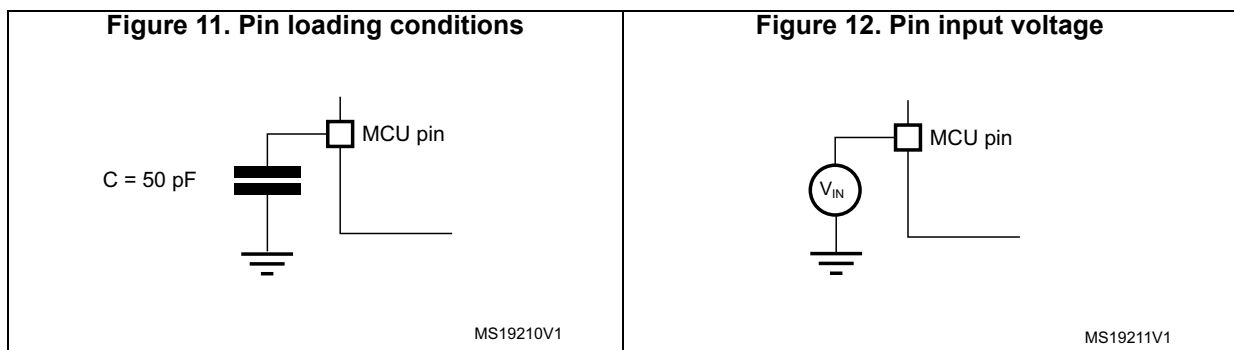 Figure 11. Pin loading conditions
MCU pin
C = 50 pF
MS19210V1
Figure 12. Pin input voltage
MCU pin
VIN
MS19211V1